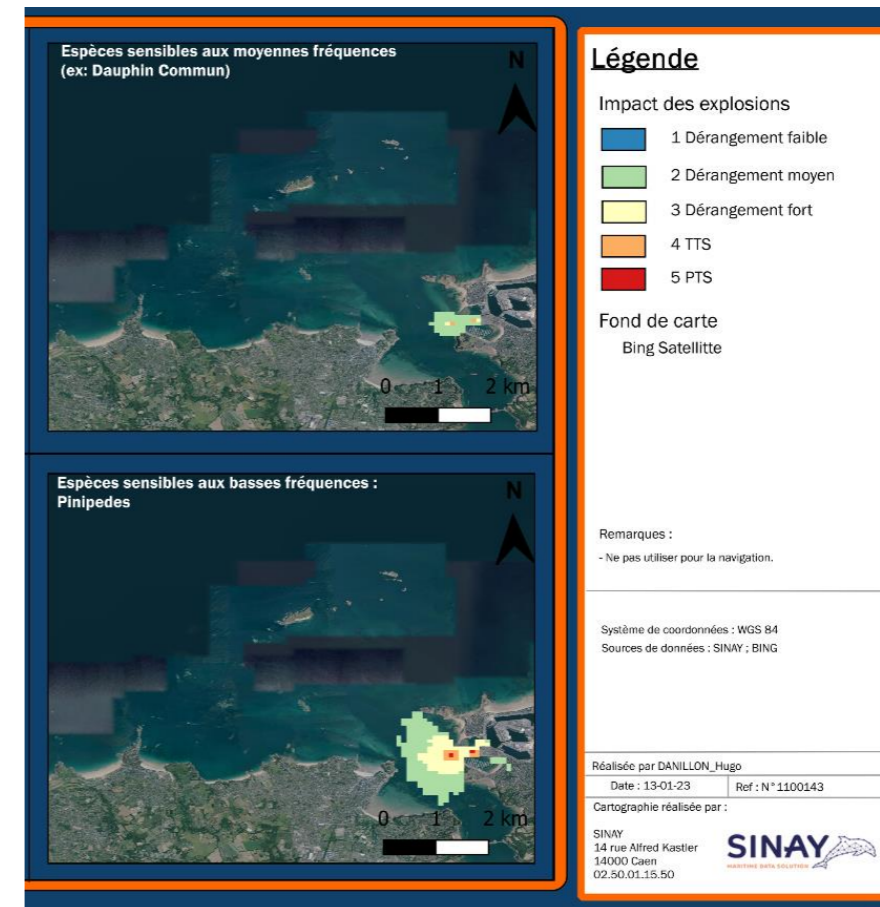 Espèces sensibles aux moyennes fréquences
(ex: Dauphin Commun)
N
0 1 2 km
Espèces sensibles aux basses fréquences :
Pinipedes
N
0 1 2 km
Légende
Impact des explosions
1 Dérangement faible
2 Dérangement moyen
3 Dérangement fort
4 TTS
5 PTS
Fond de carte
Bing Satellitte
Remarques :
- Ne pas utiliser pour la navigation.
Système de coordonnées : WGS 84
Sources de données : SINAY ; BING
Réalisée par DANILLON_Hugo
Date : 13-01-23
Ref : N°1100143
Cartographie réalisée par :
SINAY
14 rue Alfred Kastler
14000 Caen
02.50.01.15.50
SINAY
MARITIME DATA SOLUTION